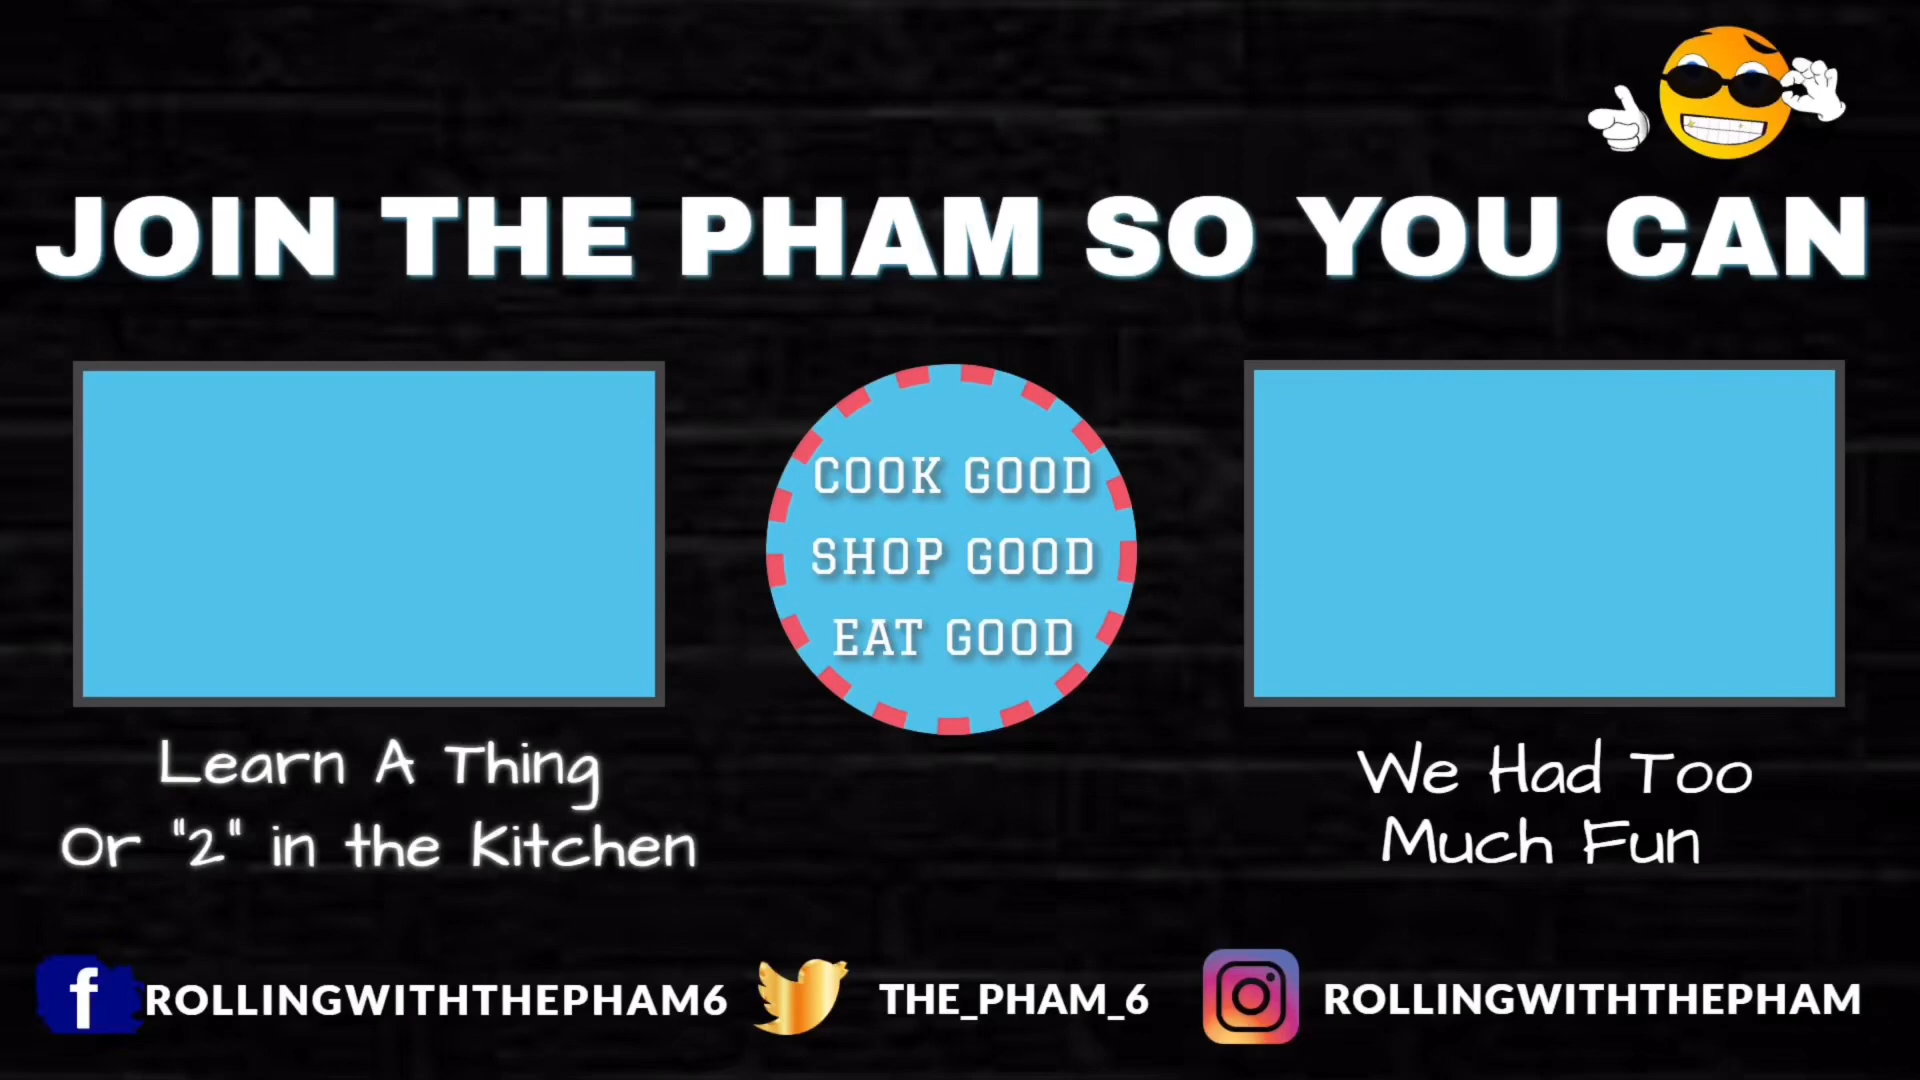 JOIN THE PHAM SO YOU CAN
COOK GOOD
SHOP GOOD
EAT GOOD
Learn A Thing
Or "2" in the Kitchen
We Had Too
Much Fun
f ROLLINGWITHTHEPHAM6
THE_PHAM_6
ROLLINGWITHTHEPHAM